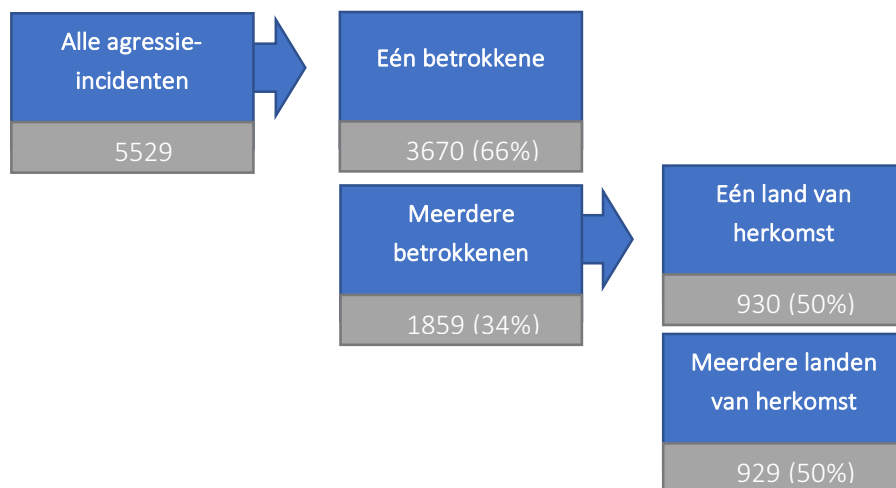 Alle agressie-
incidenten
5529
Eén betrokkene
3670 (66%)
Meerdere
betrokkenen
1859 (34%)
Eén land van
herkomst
930 (50%)
Meerdere landen
van herkomst
929 (50%)